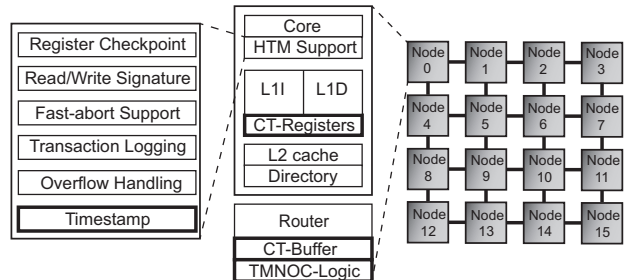 Register Checkpoint
Read/Write Signature
Fast-abort Support
Transaction Logging
Overflow Handling
Timestamp
Core
HTM Support
L1I L1D
CT-Registers
L2 cache
Directory
Router
CT-Buffer
TMNOC-Logic
Node Node Node Node
0 1 2 3
Node Node Node Node
4 5 6 7
Node Node Node Node
8 9 10 11
Node Node Node Node
12 13 14 15